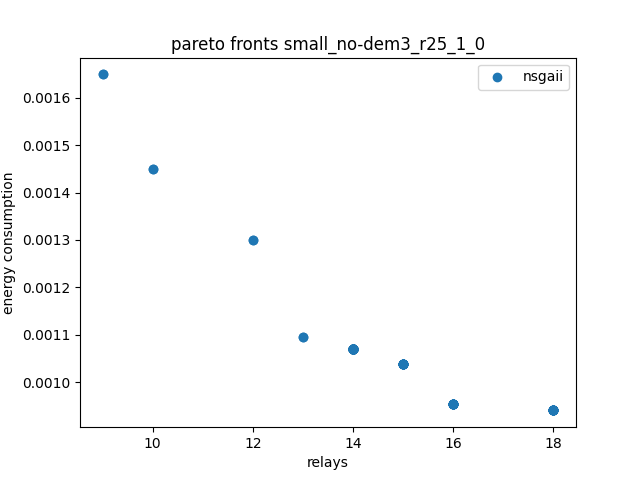 pareto fronts small_no-dem3_r25_1_0
nsgaii
0.0016
0.0015
0.0014
0.0013
0.0012
0.0011
0.0010
energy consumption
10 12 14 16 18
relays